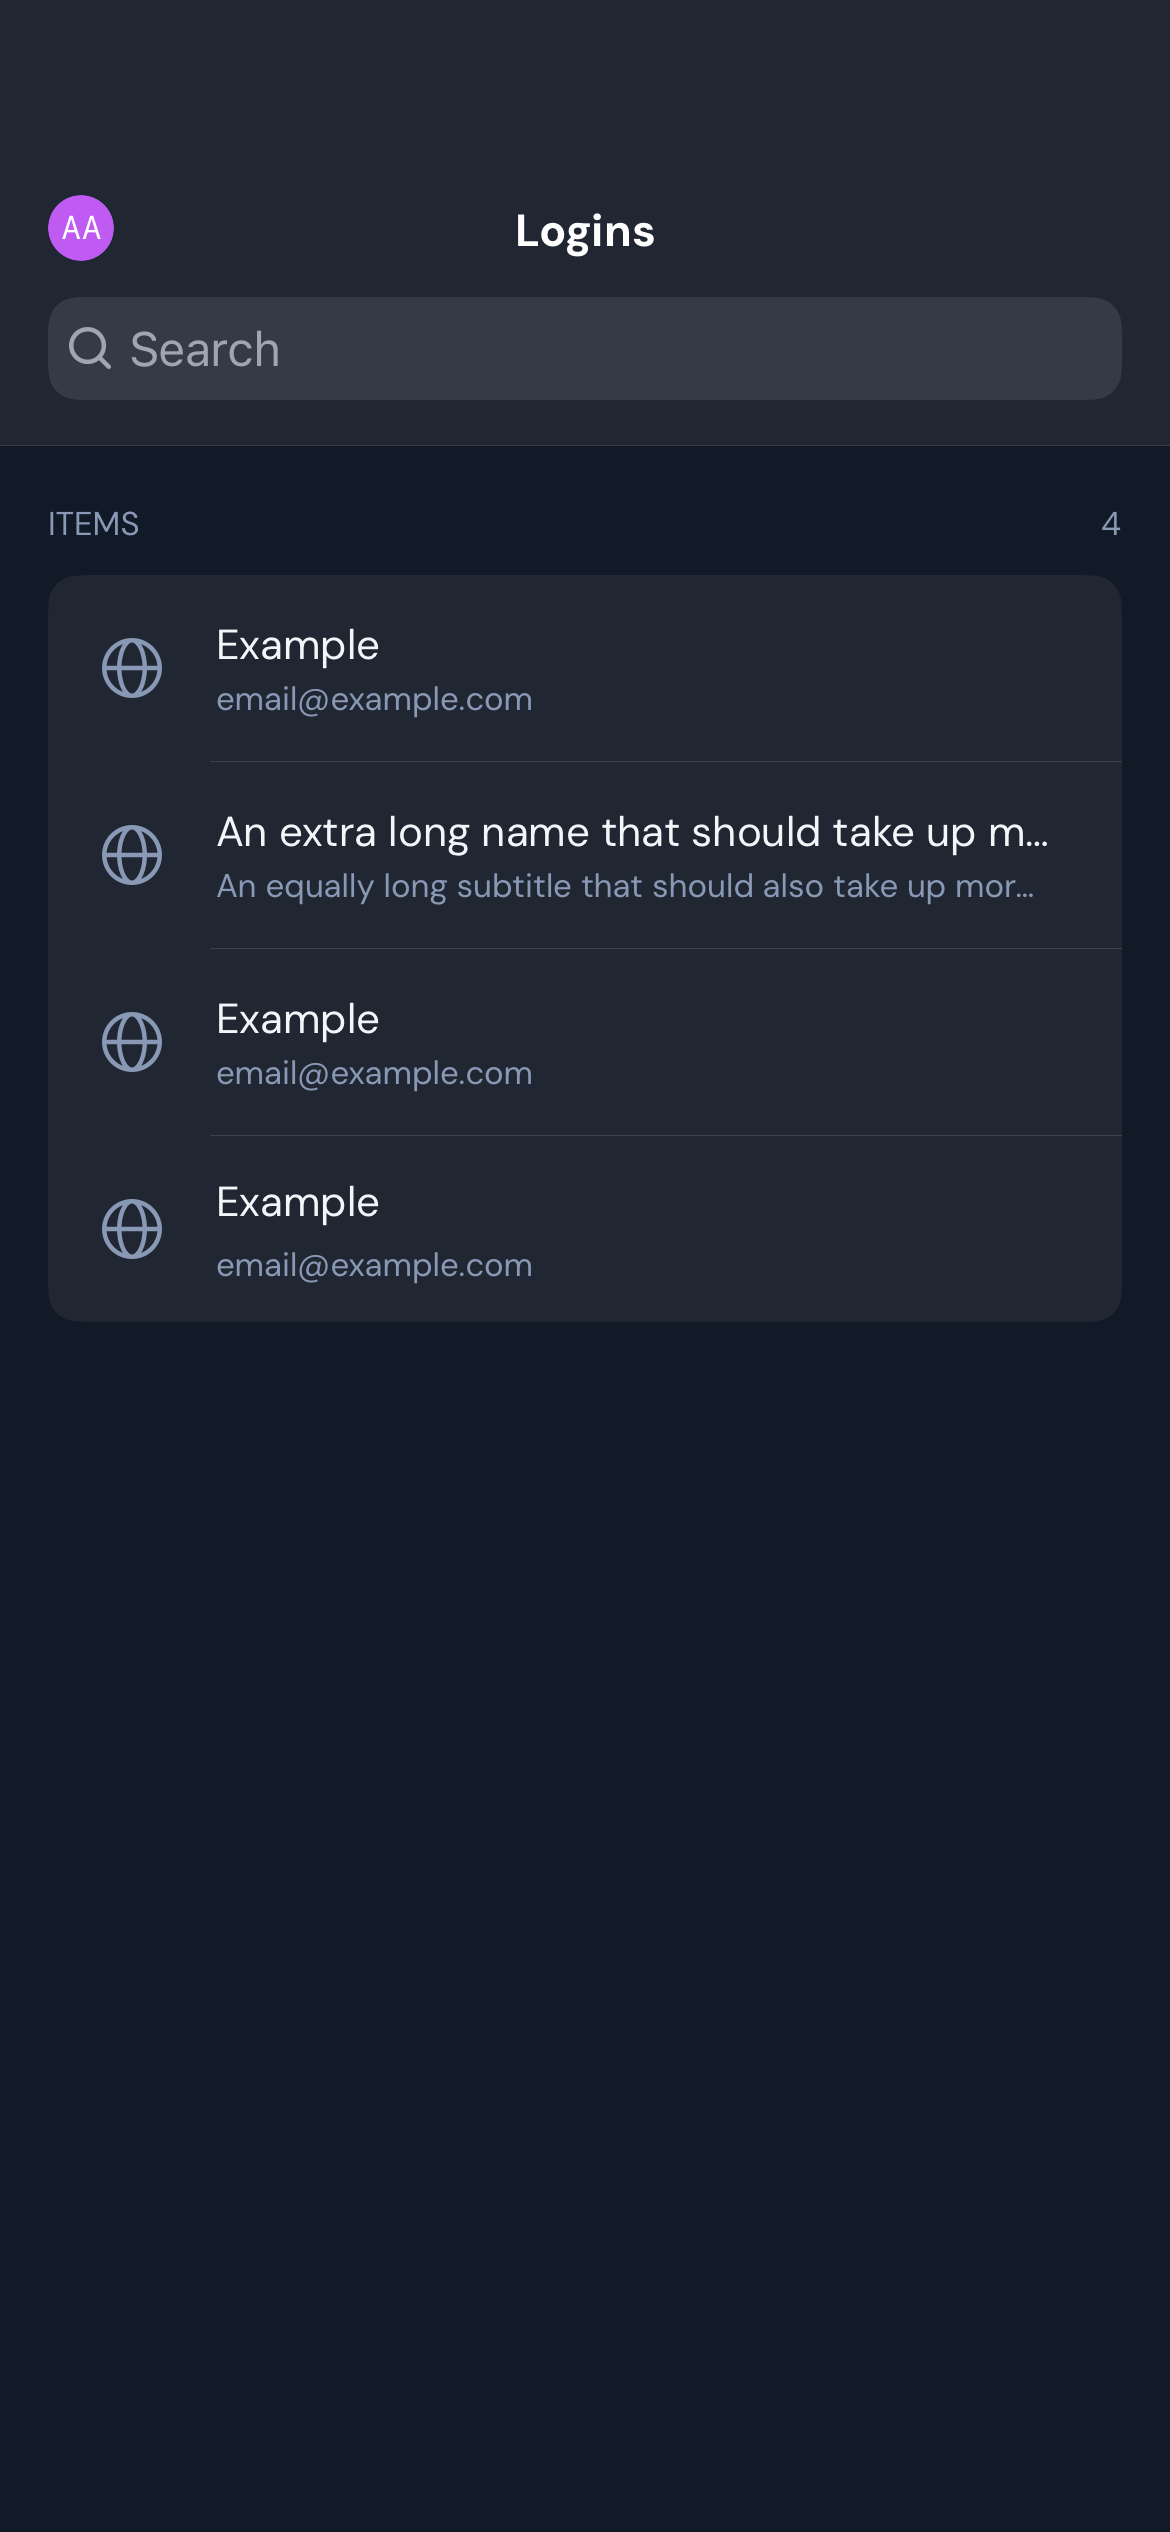 AA
Logins
Search
ITEMS
4
Example
email@example.com
An extra long name that should take up m...
An equally long subtitle that should also take up mor...
Example
email@example.com
Example
email@example.com